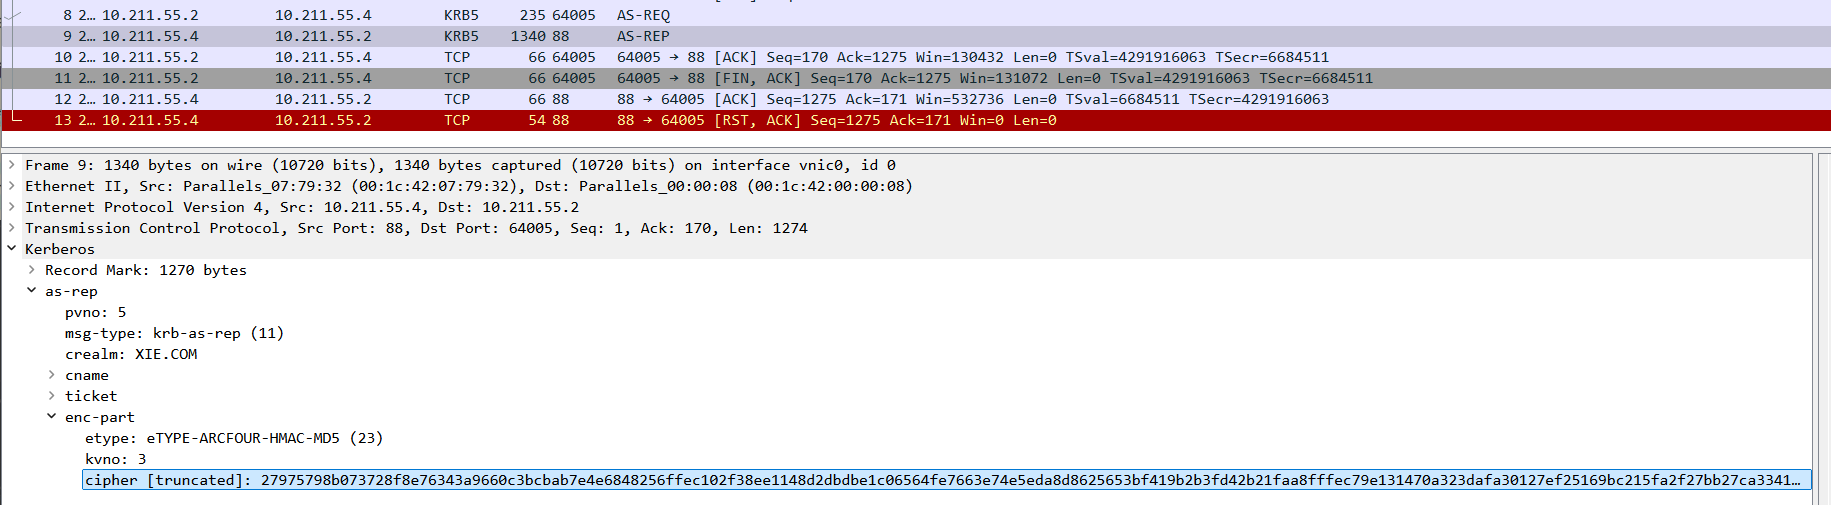 8 2… 10.211.55.2 10.211.55.4 KRB5 235 64005 AS-REQ
9 2… 10.211.55.4 10.211.55.2 KRB5 1340 88 AS-REP
10 2… 10.211.55.2 10.211.55.4 TCP 66 64005 64005 → 88 [ACK] Seq=170 Ack=1275 Win=130432 Len=0 TSval=4291916063 TSecr=6684511
11 2… 10.211.55.2 10.211.55.4 TCP 66 64005 64005 → 88 [FIN, ACK] Seq=170 Ack=1275 Win=131072 Len=0 TSval=4291916063 TSecr=6684511
12 2… 10.211.55.4 10.211.55.2 TCP 66 88 88 → 64005 [ACK] Seq=1275 Ack=171 Win=532736 Len=0 TSval=6684511 TSecr=4291916063
13 2… 10.211.55.4 10.211.55.2 TCP 54 88 88 → 64005 [RST, ACK] Seq=1275 Ack=171 Win=0 Len=0
Frame 9: 1340 bytes on wire (10720 bits), 1340 bytes captured (10720 bits) on interface vnic0, id 0
Ethernet II, Src: Parallels_07:79:32 (00:1c:42:07:79:32), Dst: Parallels_00:00:08 (00:1c:42:00:00:08)
Internet Protocol Version 4, Src: 10.211.55.4, Dst: 10.211.55.2
Transmission Control Protocol, Src Port: 88, Dst Port: 64005, Seq: 1, Ack: 170, Len: 1274
Kerberos
Record Mark: 1270 bytes
as-rep
pvno: 5
msg-type: krb-as-rep (11)
crealm: XIE.COM
cname
ticket
enc-part
etype: eTYPE-ARCFOUR-HMAC-MD5 (23)
kvno: 3
cipher [truncated]: 27975798b073728f8e76343a9660c3bcbab7e4e6848256ffec102f38ee1148d2dbdbe1c06564fe7663e74e5eda8d8625653bf419b2b3fd42b21faa8fffec79e131470a323dafa30127ef25169bc215fa2f27bb27ca3341…